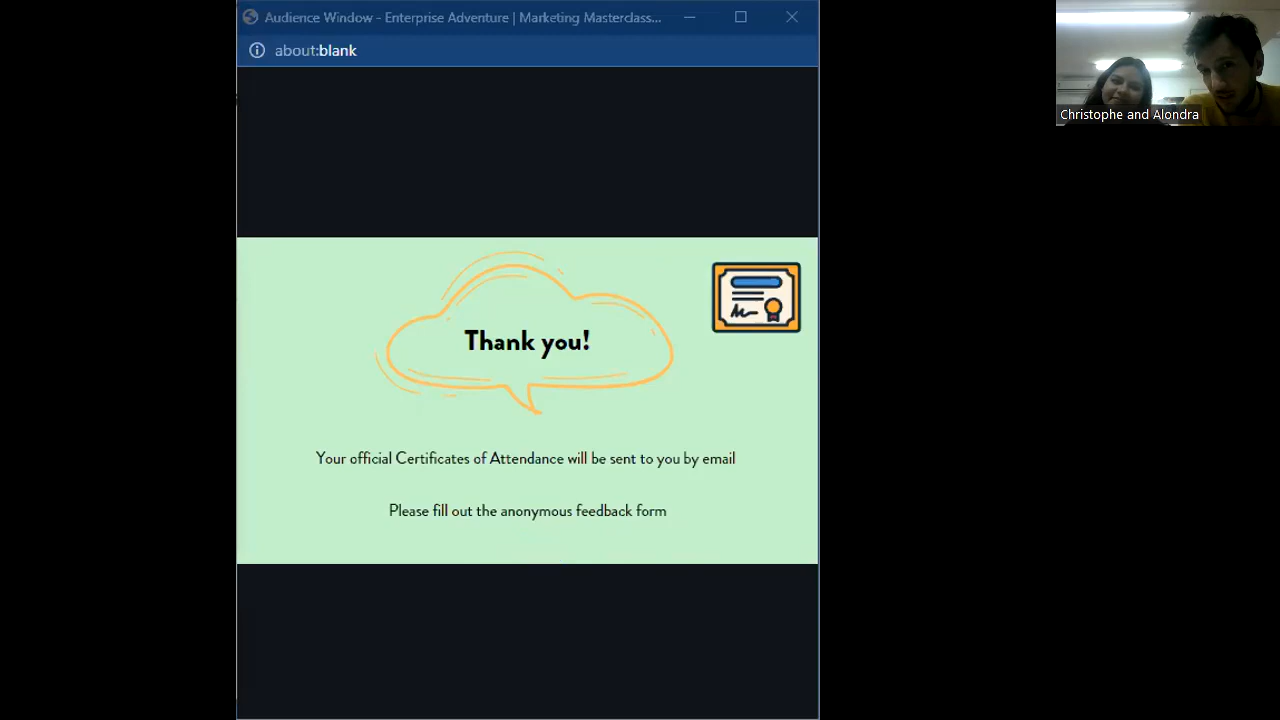 Audience Window - Enterprise Adventure | Marketing Masterclass...
about:blank
Christophe and Alondra
Thank you!
Your official Certificates of Attendance will be sent to you by email
Please fill out the anonymous feedback form